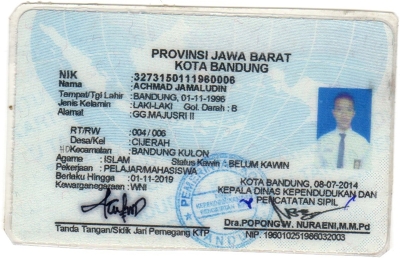 PROVINSI JAWA BARAT
KOTA BANDUNG
NIK : 3273150111960006
Nama : ACHMAD JAMALUDIN
Tempat/Tgl Lahir : BANDUNG, 01-11-1996
Jenis Kelamin : LAKI-LAKI Gol. Darah : B
Alamat : GG.MAJUSRI II
RT/RW : 004 / 006
Desa/Kel : CIJERAH
Kecamatan : BANDUNG KULON
Agama : ISLAM Status Kawin : BELUM KAWIN
Pekerjaan : PELAJAR/MAHASISWA
Berlaku Hingga : 01-11-2019
Kewarganegaraan : WNI
KOTA BANDUNG, 08-07-2014
KEPALA DINAS KEPENDUDUKAN DAN
PENCATATAN SIPIL
Dra.POPONG W. NURAENI,M.M.Pd
NIP. 196010251986032003
Tanda Tangan/Sidik Jari Pemegang KTP